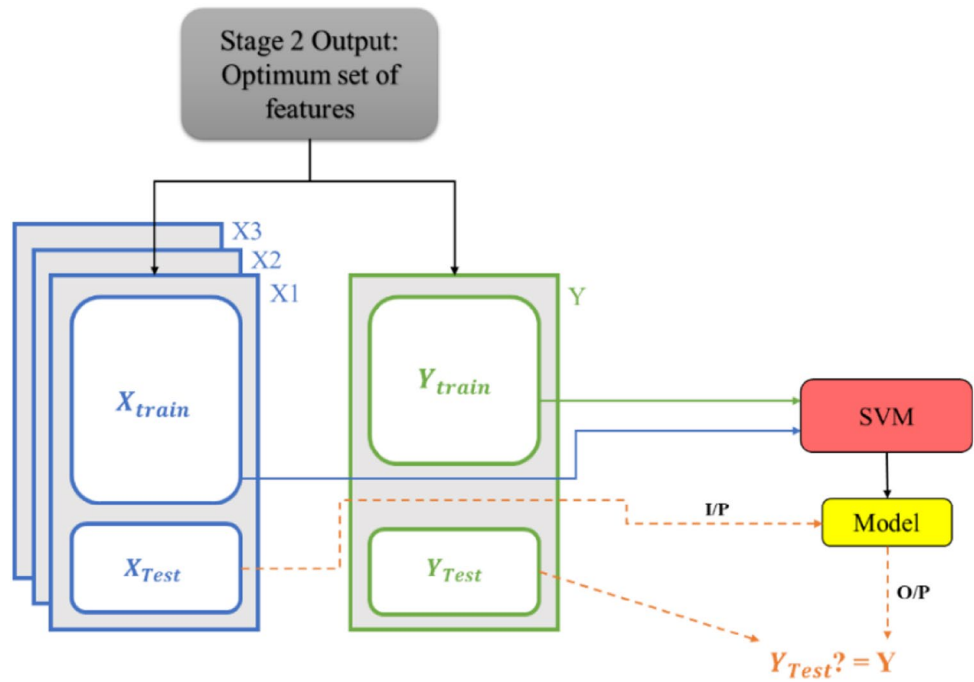 Stage 2 Output:
Optimum set of
features
X3
X2
X1
Y
X_train
Y_train
SVM
I/P
Model
X_Test
Y_Test
O/P
Y_Test? = Y